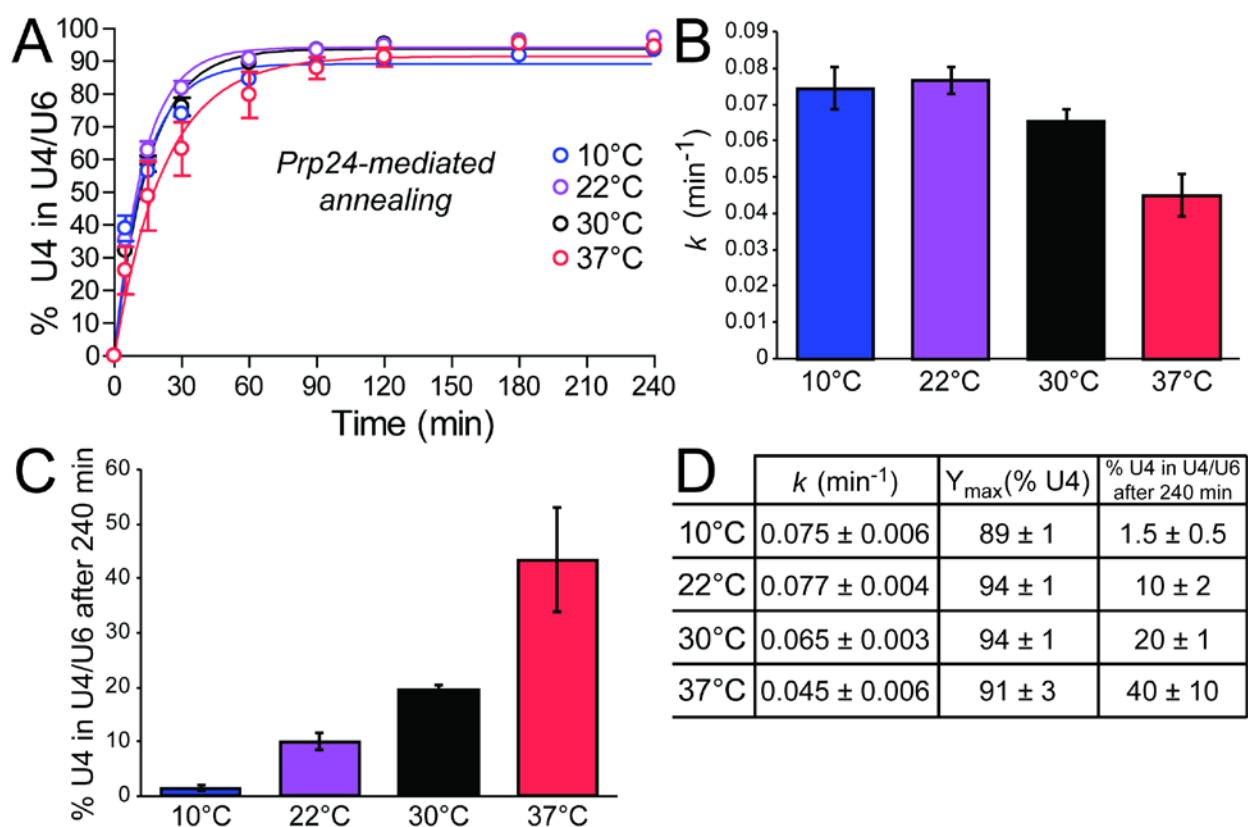 A
% U4 in U4/U6
100
90
80
70
60
50
40
30
20
10
0
0 30 60 90 120 150 180 210 240
Time (min)
Prp24-mediated
annealing
10°C
22°C
30°C
37°C
B
k (min-1)
0.09
0.08
0.07
0.06
0.05
0.04
0.03
0.02
0.01
0
10°C 22°C 30°C 37°C
C
% U4 in U4/U6 after 240 min
60
50
40
30
20
10
0
10°C 22°C 30°C 37°C
D
k (min-1) Ymax(% U4) % U4 in U4/U6
after 240 min
10°C 0.075 ± 0.006 89 ± 1 1.5 ± 0.5
22°C 0.077 ± 0.004 94 ± 1 10 ± 2
30°C 0.065 ± 0.003 94 ± 1 20 ± 1
37°C 0.045 ± 0.006 91 ± 3 40 ± 10